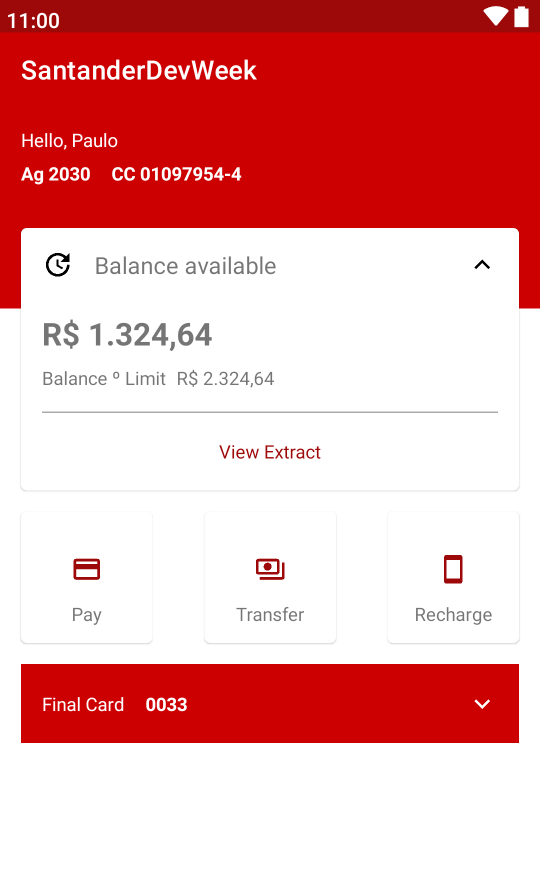 11:00
SantanderDevWeek
Hello, Paulo
Ag 2030 CC 01097954-4
Balance available
R$ 1.324,64
Balance º Limit R$ 2.324,64
View Extract
Pay Transfer Recharge
Final Card 0033